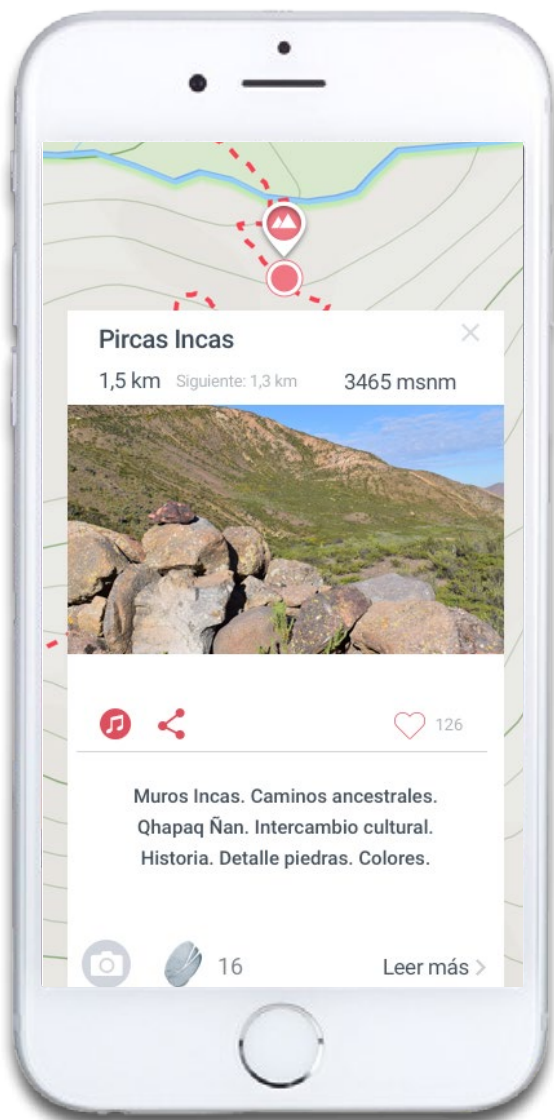 Pircas Incas
1,5 km Siguiente: 1,3 km 3465 msnm
126
Muros Incas. Caminos ancestrales.
Qhapaq Ñan. Intercambio cultural.
Historia. Detalle piedras. Colores.
16 Leer más